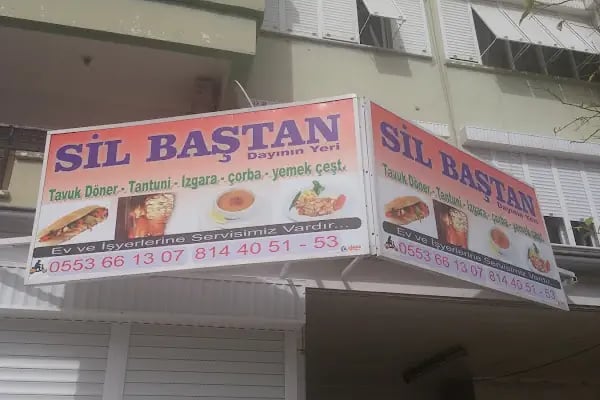 SİL BAŞTAN
Dayının Yeri
Tavuk Döner - Tantuni - Izgara - çorba - yemek çeşt.
Ev ve İşyerlerine Servisimiz Vardır...
0553 66 13 07 814 40 51 - 53
SİL BAŞTAN
Dayının Yeri
Tavuk Döner - Tantuni - Izgara - çorba - yemek çeşt.
Ev ve İşyerlerine Servisimiz Vardır...
0553 66 13 07 814 40 51 - 53